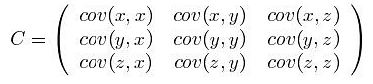 cov(x, x) cov(x, y) cov(x, z)
C = cov(y, x) cov(y, y) cov(y, z)
cov(z, x) cov(z, y) cov(z, z)